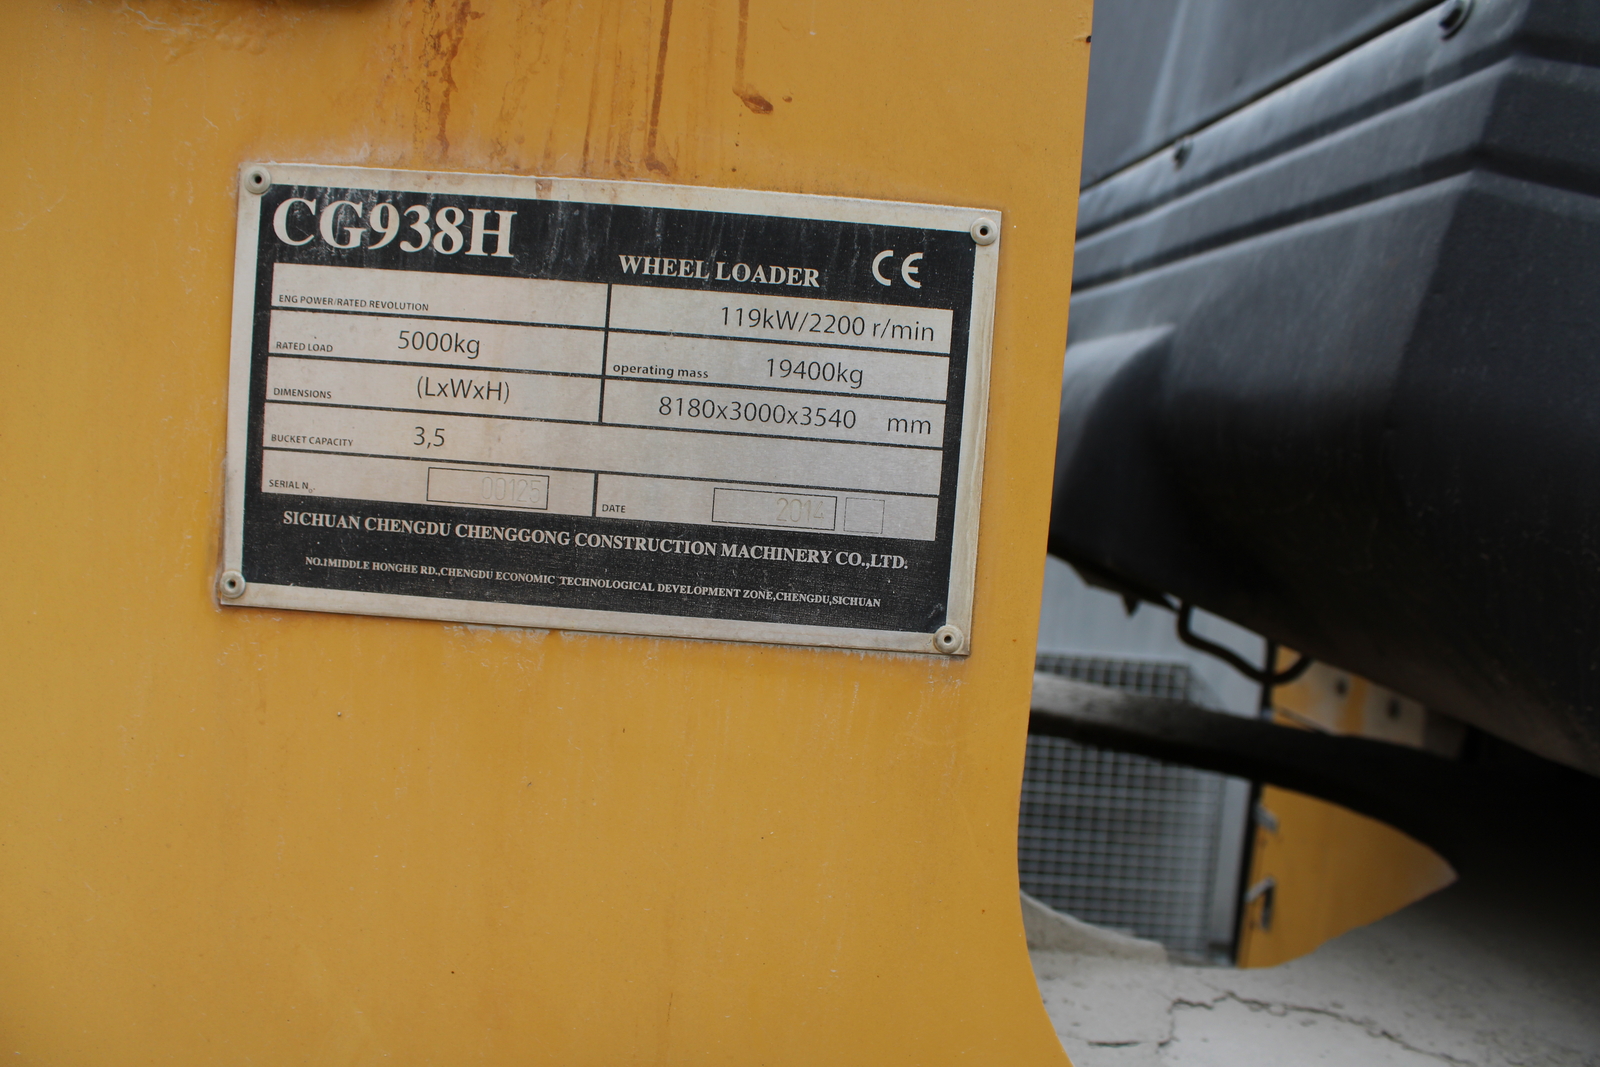 CG938H
WHEEL LOADER CE
ENG POWER/RATED REVOLUTION 119kW/2200 r/min
RATED LOAD 5000kg operating mass 19400kg
DIMENSIONS (LxWxH) 8180x3000x3540 mm
BUCKET CAPACITY 3,5
SERIAL No. 00125 DATE 2014
SICHUAN CHENGDU CHENGGONG CONSTRUCTION MACHINERY CO.,LTD.
NO.1MIDDLE HONGHE RD.,CHENGDU ECONOMIC TECHNOLOGICAL DEVELOPMENT ZONE,CHENGDU,SICHUAN